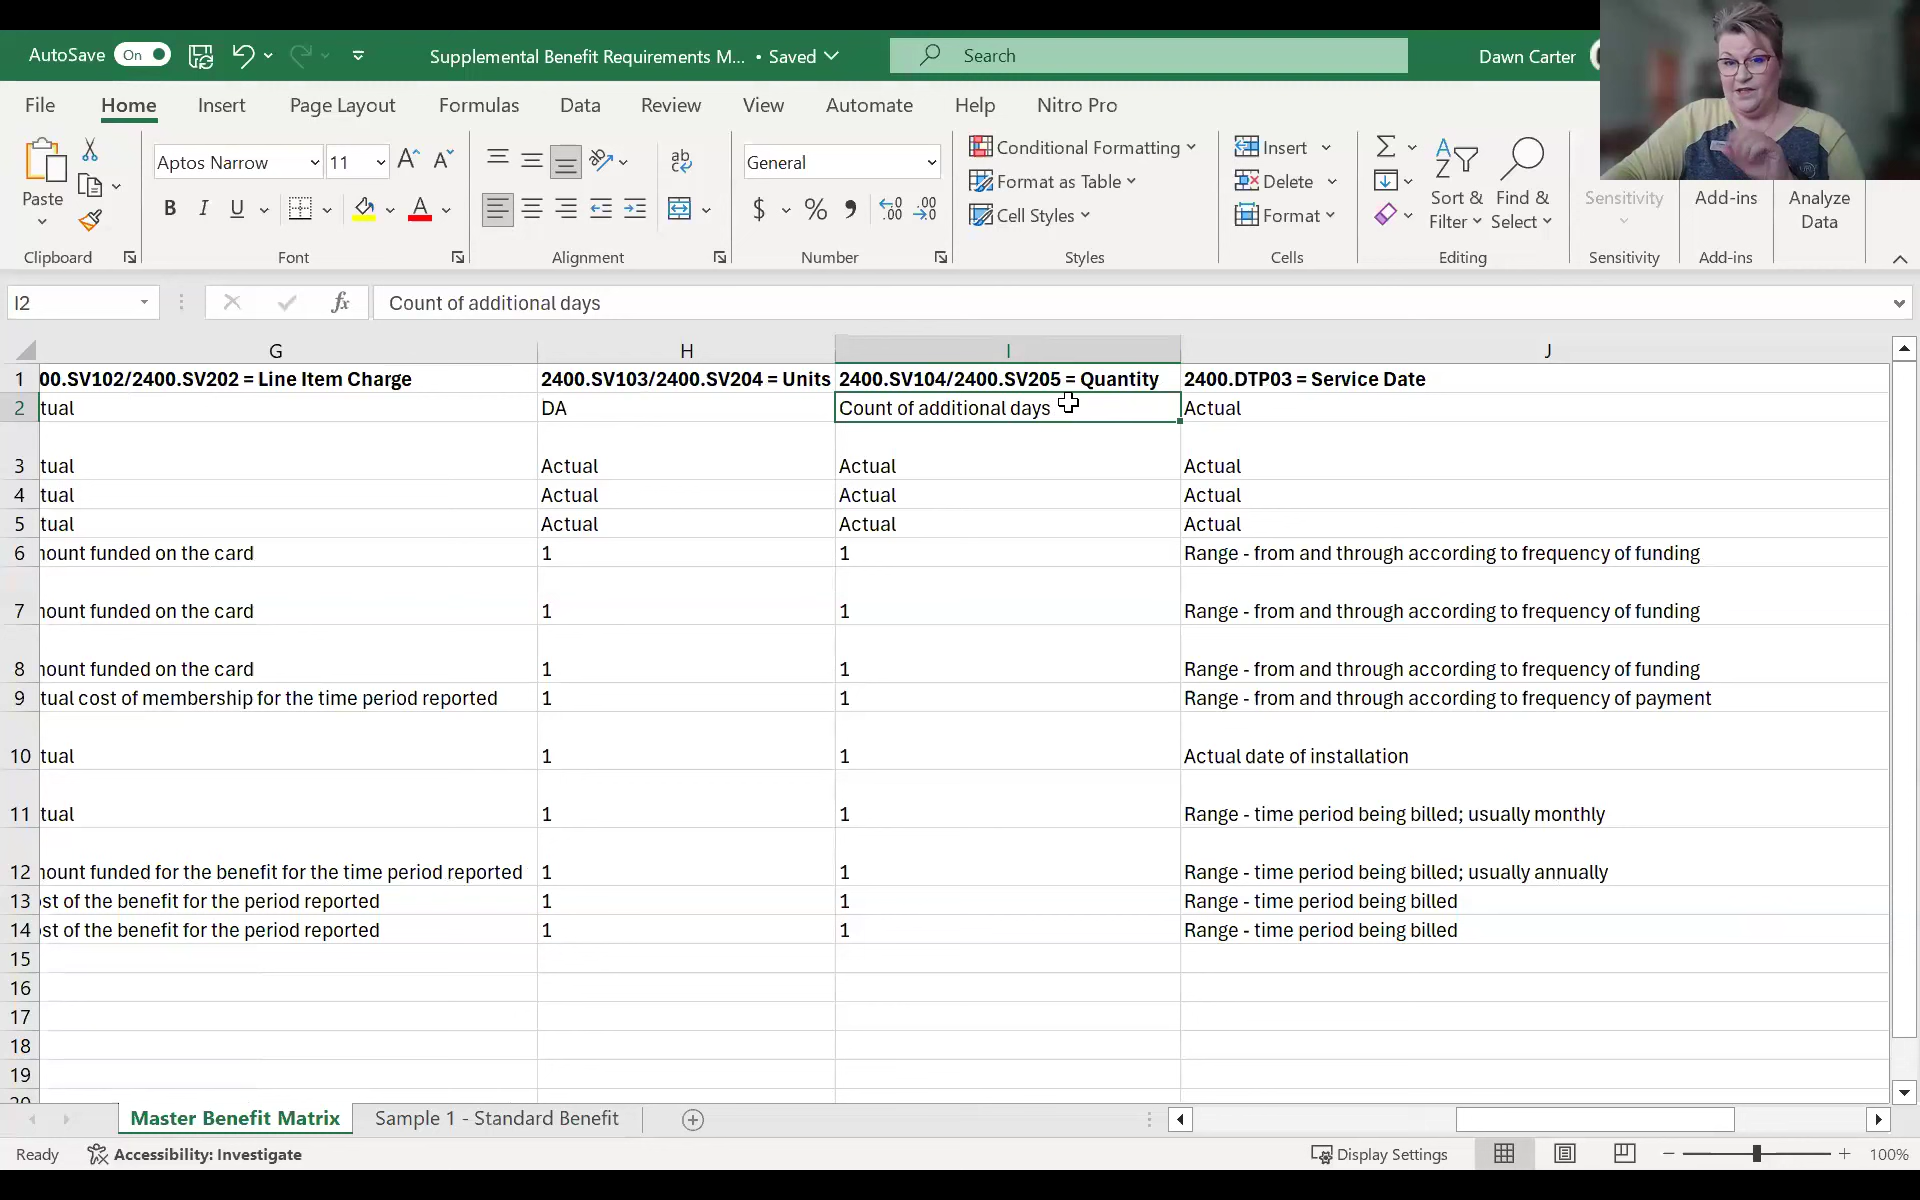 AutoSave On Supplemental Benefit Requirements M... • Saved Search Dawn Carter
File Home Insert Page Layout Formulas Data Review View Automate Help Nitro Pro
Paste
Clipboard
Aptos Narrow 11
B I U A
Font
ab
Alignment
General
$ % 9 .00
Number
Conditional Formatting
Format as Table
Cell Styles
Styles
Insert
Delete
Format
Cells
Sort & Filter
Find & Select
Editing
Sensitivity
Sensitivity
Add-ins
Add-ins
Analyze Data
I2 fx Count of additional days
G H I J
1 00.SV102/2400.SV202 = Line Item Charge 2400.SV103/2400.SV204 = Units 2400.SV104/2400.SV205 = Quantity 2400.DTP03 = Service Date
2 tual DA Count of additional days Actual
3 tual Actual Actual Actual
4 tual Actual Actual Actual
5 tual Actual Actual Actual
6 nount funded on the card 1 1 Range - from and through according to frequency of funding
7 nount funded on the card 1 1 Range - from and through according to frequency of funding
8 nount funded on the card 1 1 Range - from and through according to frequency of funding
9 tual cost of membership for the time period reported 1 1 Range - from and through according to frequency of payment
10 tual 1 1 Actual date of installation
11 tual 1 1 Range - time period being billed; usually monthly
12 nount funded for the benefit for the time period reported 1 1 Range - time period being billed; usually annually
13 st of the benefit for the period reported 1 1 Range - time period being billed
14 st of the benefit for the period reported 1 1 Range - time period being billed
15
16
17
18
19
Master Benefit Matrix Sample 1 - Standard Benefit
Ready Accessibility: Investigate Display Settings 100%